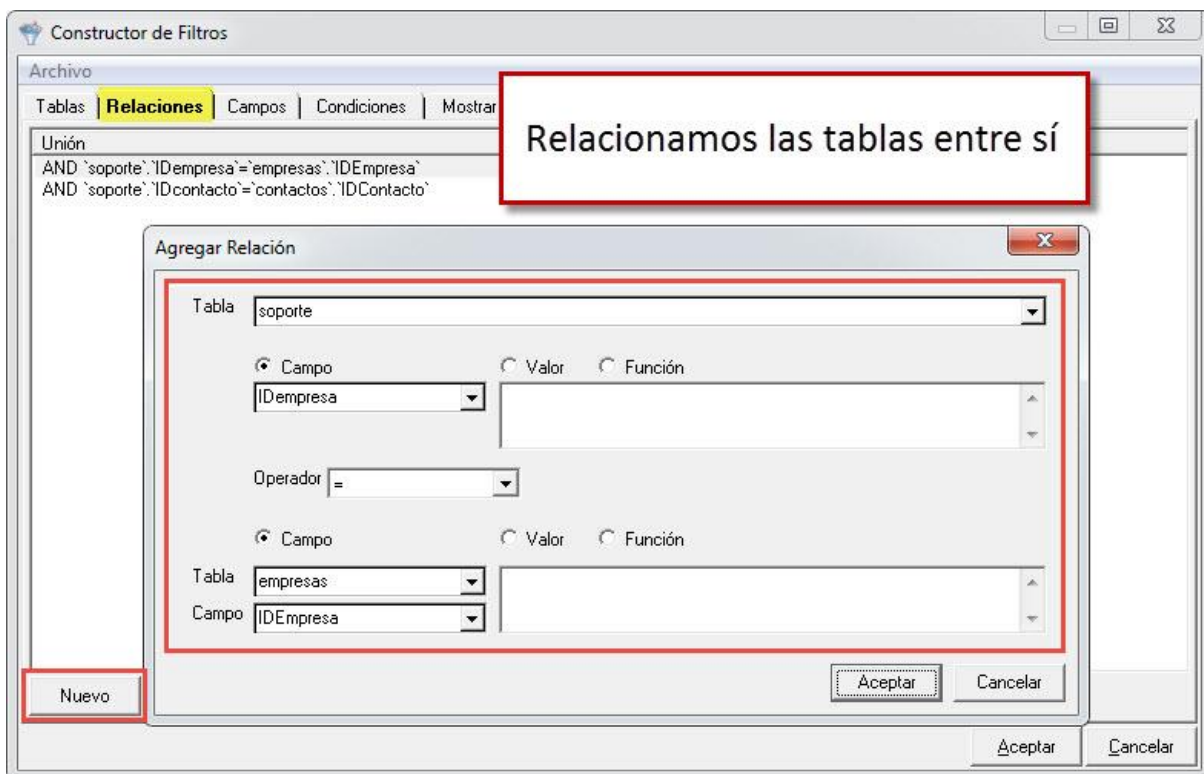 Constructor de Filtros
Archivo
Tablas Relaciones Campos Condiciones Mostrar
Relacionamos las tablas entre sí
Unión
AND `soporte`.`IDempresa`=`empresas`.`IDEmpresa`
AND `soporte`.`IDcontacto`=`contactos`.`IDContacto`
Agregar Relación
Tabla soporte
Campo Valor Función
IDempresa
Operador =
Campo Valor Función
Tabla empresas
Campo IDEmpresa
Aceptar Cancelar
Nuevo
Aceptar Cancelar